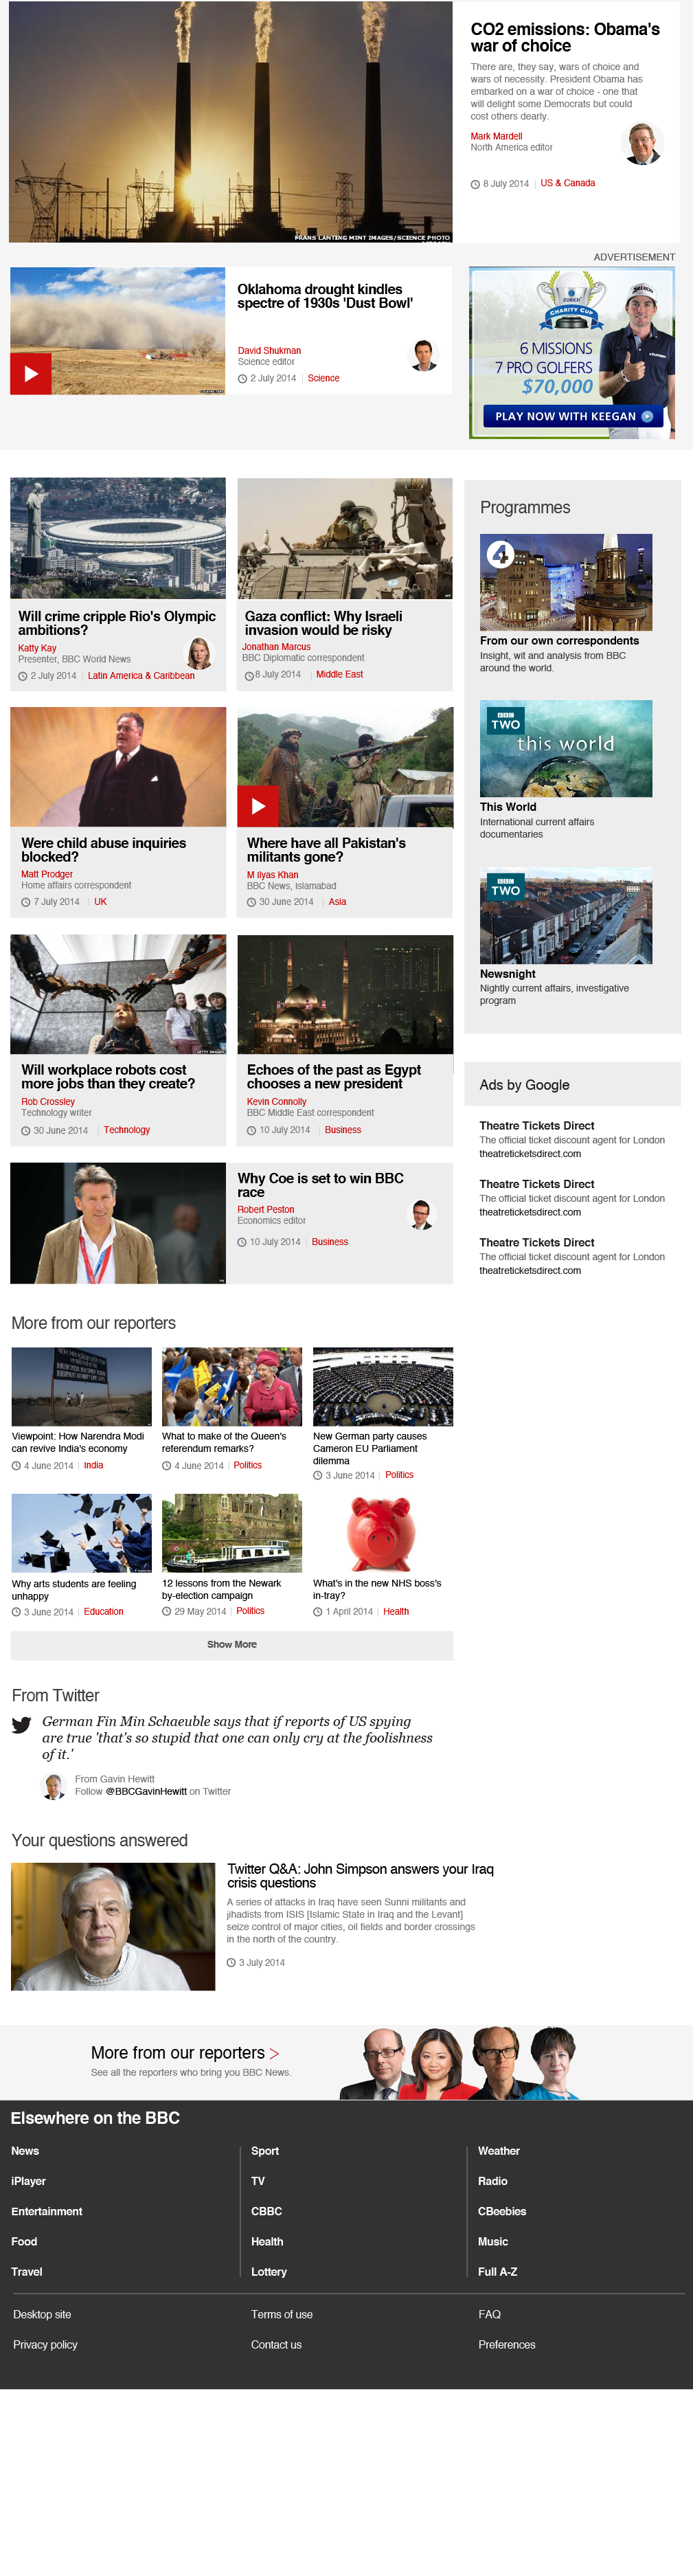 CO2 emissions: Obama's
war of choice
There are, they say, wars of choice and
wars of necessity. President Obama has
embarked on a war of choice - one that
will delight some Democrats but could
cost others dearly.
Mark Mardell
North America editor
8 July 2014
US & Canada
FRANS LANTING MINT IMAGES/SCIENCE PHOTO
ADVERTISEMENT
Oklahoma drought kindles
spectre of 1930s 'Dust Bowl'
David Shukman
Science editor
2 July 2014
Science
ZURICH
CHARITY CUP
6 MISSIONS
7 PRO GOLFERS
$70,000
PLAY NOW WITH KEEGAN
Will crime cripple Rio's Olympic
ambitions?
Katty Kay
Presenter, BBC World News
2 July 2014
Latin America & Caribbean
Gaza conflict: Why Israeli
invasion would be risky
Jonathan Marcus
BBC Diplomatic correspondent
8 July 2014
Middle East
Were child abuse inquiries
blocked?
Matt Prodger
Home affairs correspondent
7 July 2014
UK
Where have all Pakistan's
militants gone?
M Ilyas Khan
BBC News, Islamabad
30 June 2014
Asia
GETTY IMAGES
Will workplace robots cost
more jobs than they create?
Rob Crossley
Technology writer
30 June 2014
Technology
Echoes of the past as Egypt
chooses a new president
Kevin Connolly
BBC Middle East correspondent
10 July 2014
Business
Why Coe is set to win BBC
race
Robert Peston
Economics editor
10 July 2014
Business
Programmes
4
From our own correspondents
Insight, wit and analysis from BBC
around the world.
BBC
TWO
this world
This World
International current affairs
documentaries
BBC
TWO
Newsnight
Nightly current affairs, investigative
program
Ads by Google
Theatre Tickets Direct
The official ticket discount agent for London
theatreticketsdirect.com
Theatre Tickets Direct
The official ticket discount agent for London
theatreticketsdirect.com
Theatre Tickets Direct
The official ticket discount agent for London
theatreticketsdirect.com
More from our reporters
Viewpoint: How Narendra Modi
can revive India's economy
4 June 2014
India
What to make of the Queen's
referendum remarks?
4 June 2014
Politics
New German party causes
Cameron EU Parliament
dilemma
3 June 2014
Politics
Why arts students are feeling
unhappy
3 June 2014
Education
12 lessons from the Newark
by-election campaign
29 May 2014
Politics
What's in the new NHS boss's
in-tray?
1 April 2014
Health
Show More
From Twitter
German Fin Min Schaeuble says that if reports of US spying
are true 'that's so stupid that one can only cry at the foolishness
of it.'
From Gavin Hewitt
Follow @BBCGavinHewitt on Twitter
Your questions answered
Twitter Q&A: John Simpson answers your Iraq
crisis questions
A series of attacks in Iraq have seen Sunni militants and
jihadists from ISIS [Islamic State in Iraq and the Levant]
seize control of major cities, oil fields and border crossings
in the north of the country.
3 July 2014
More from our reporters >
See all the reporters who bring you BBC News.
Elsewhere on the BBC
News
Sport
Weather
iPlayer
TV
Radio
Entertainment
CBBC
CBeebies
Food
Health
Music
Travel
Lottery
Full A-Z
Desktop site
Terms of use
FAQ
Privacy policy
Contact us
Preferences